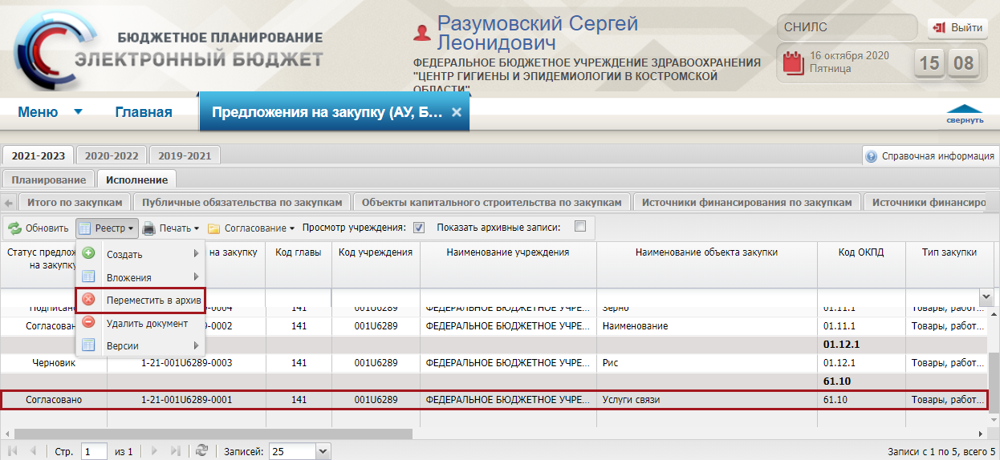 БЮДЖЕТНОЕ ПЛАНИРОВАНИЕ
ЭЛЕКТРОННЫЙ БЮДЖЕТ
Разумовский Сергей
Леонидович
ФЕДЕРАЛЬНОЕ БЮДЖЕТНОЕ УЧРЕЖДЕНИЕ ЗДРАВООХРАНЕНИЯ
"ЦЕНТР ГИГИЕНЫ И ЭПИДЕМИОЛОГИИ В КОСТРОМСКОЙ
ОБЛАСТИ"
СНИЛС
Выйти
16 октября 2020
Пятница
15 08
Меню Главная Предложения на закупку (АУ, Б... ×
свернуть
2021-2023 2020-2022 2019-2021 Справочная информация
Планирование Исполнение
Итого по закупкам Публичные обязательства по закупкам Объекты капитального строительства по закупкам Источники финансирования по закупкам Источники финансиро
Обновить Реестр Печать Согласование Просмотр учреждения: Показать архивные записи:
Статус предлож
на закупку
на закупку Код главы Код учреждения Наименование учреждения Наименование объекта закупки Код ОКПД Тип закупки
Создать
Вложения
Переместить в архив
Удалить документ
Версии
Подписано -0004 141 001U6289 ФЕДЕРАЛЬНОЕ БЮДЖЕТНОЕ УЧРЕ... Зерно 01.11.1 Товары, работ...
Согласован 9-0002 141 001U6289 ФЕДЕРАЛЬНОЕ БЮДЖЕТНОЕ УЧРЕ... Наименование 01.11.1 Товары, работ...
01.12.1
Черновик 1-21-001U6289-0003 141 001U6289 ФЕДЕРАЛЬНОЕ БЮДЖЕТНОЕ УЧРЕ... Рис 01.12.1 Товары, работ...
61.10
Согласовано 1-21-001U6289-0001 141 001U6289 ФЕДЕРАЛЬНОЕ БЮДЖЕТНОЕ УЧРЕ... Услуги связи 61.10 Товары, работ...
Стр. 1 из 1 Записей: 25 Записи с 1 по 5, всего 5